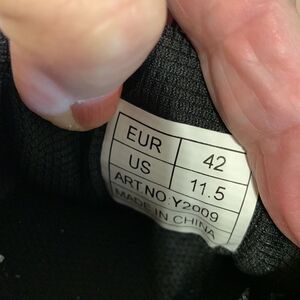 EUR 42
US 11.5
ART.NO:Y2009
MADE IN CHINA